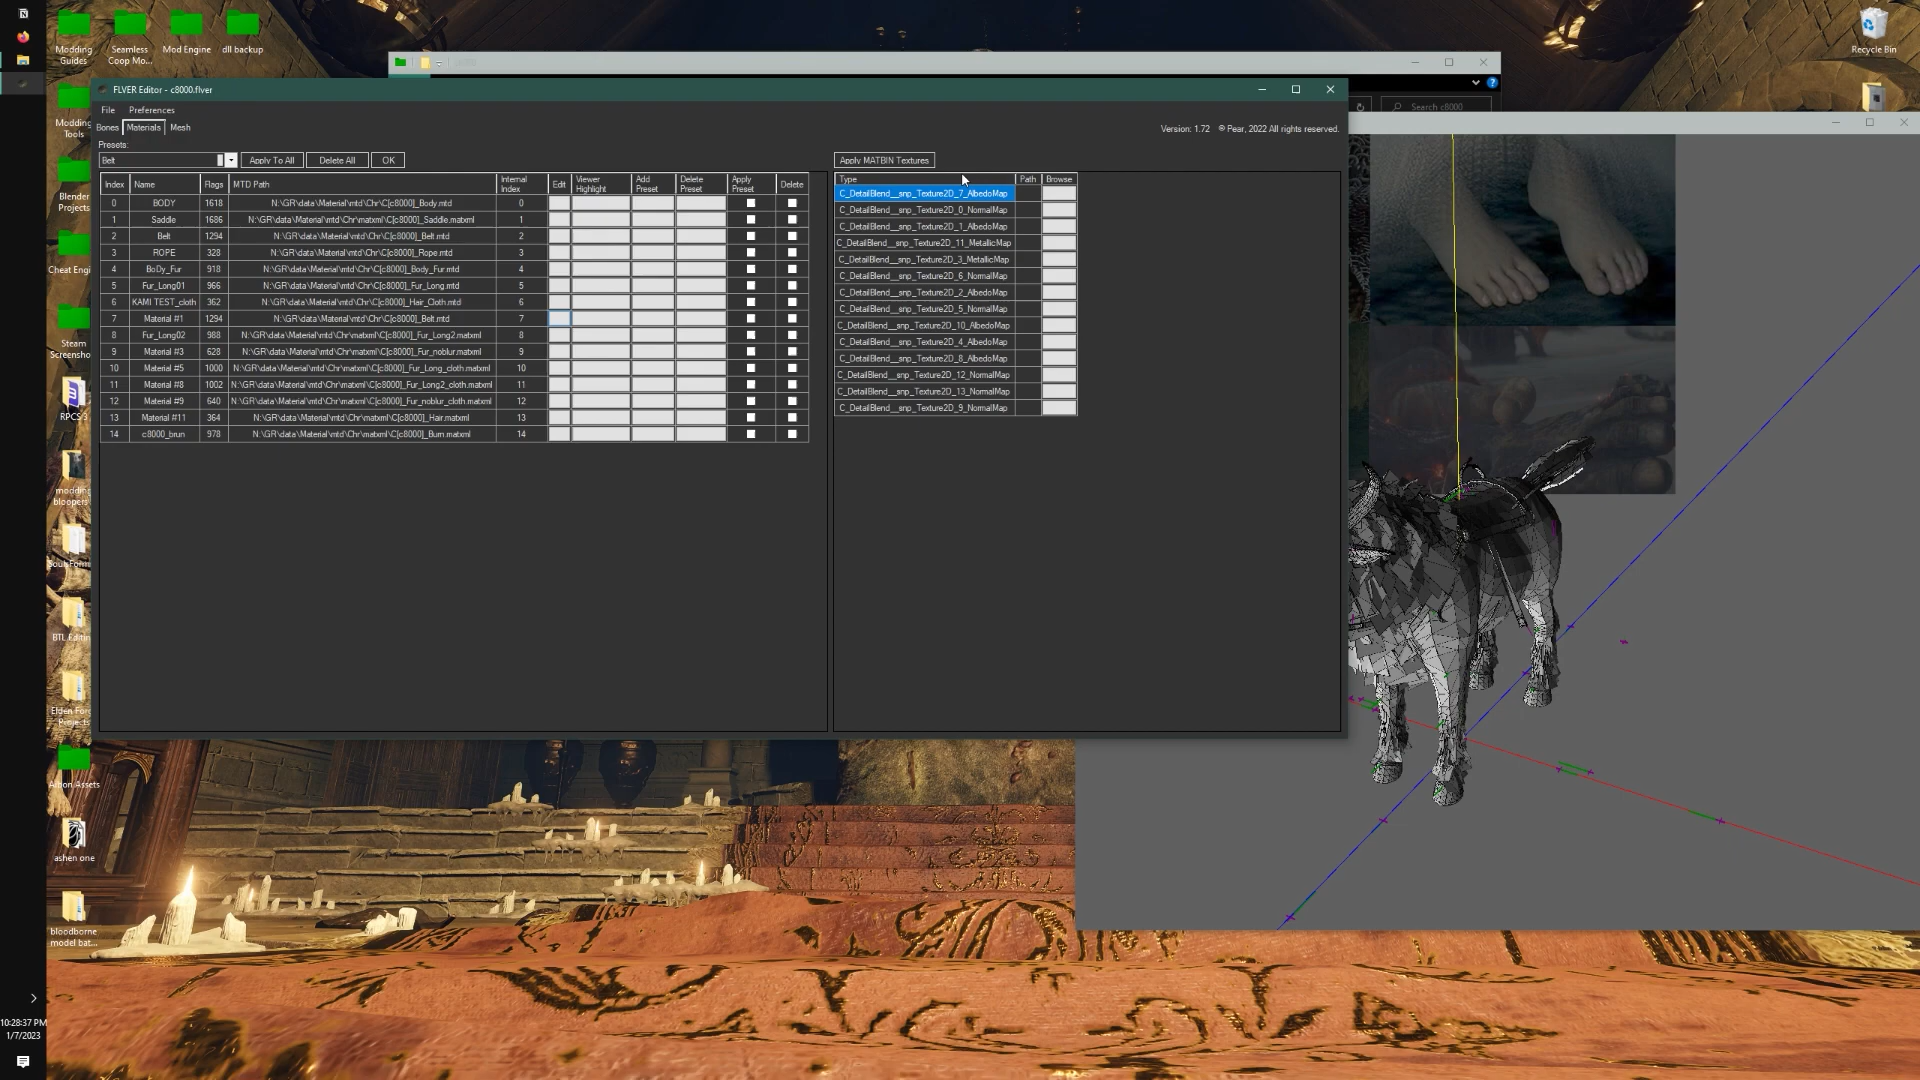 Modding Guides
Seamless Coop Mo...
Mod Engine
dll backup
Recycle Bin
Modding Tools
Blender Projects
Cheat Engi
Steam Screensho
RPCS 3
modding bloopers
BTL Editin
Projects
Albon Assets
ashen one
bloodborne model bat...
10:28:37 PM
1/7/2023
Search c8000
FLVER Editor - c8000.flver
File Preferences
Bones Materials Mesh
Version: 1.72 © Pear, 2022 All rights reserved.
Presets:
Belt Apply To All Delete All OK
Apply MATBIN Textures
Index Name Flags MTD Path Internal Index Edit Viewer Highlight Add Preset Delete Preset Apply Preset Delete
0 BODY 1618 N:\GR\data\Material\mtd\Chr\C[c8000]_Body.mtd 0
1 Saddle 1686 N:\GR\data\Material\mtd\Chr\matxml\C[c8000]_Saddle.matxml 1
2 Belt 1294 N:\GR\data\Material\mtd\Chr\C[c8000]_Belt.mtd 2
3 ROPE 328 N:\GR\data\Material\mtd\Chr\C[c8000]_Rope.mtd 3
4 BoDy_Fur 918 N:\GR\data\Material\mtd\Chr\C[c8000]_Body_Fur.mtd 4
5 Fur_Long01 966 N:\GR\data\Material\mtd\Chr\C[c8000]_Fur_Long.mtd 5
6 KAMI TEST_cloth 362 N:\GR\data\Material\mtd\Chr\C[c8000]_Hair_Cloth.mtd 6
7 Material #1 1294 N:\GR\data\Material\mtd\Chr\C[c8000]_Belt.mtd 7
8 Fur_Long02 988 N:\GR\data\Material\mtd\Chr\matxml\C[c8000]_Fur_Long2.matxml 8
9 Material #3 628 N:\GR\data\Material\mtd\Chr\matxml\C[c8000]_Fur_noblur.matxml 9
10 Material #5 1000 N:\GR\data\Material\mtd\Chr\matxml\C[c8000]_Fur_Long_cloth.matxml 10
11 Material #8 1002 N:\GR\data\Material\mtd\Chr\matxml\C[c8000]_Fur_Long2_cloth.matxml 11
12 Material #9 640 N:\GR\data\Material\mtd\Chr\matxml\C[c8000]_Fur_noblur_cloth.matxml 12
13 Material #11 364 N:\GR\data\Material\mtd\Chr\matxml\C[c8000]_Hair.matxml 13
14 c8000_brun 978 N:\GR\data\Material\mtd\Chr\matxml\C[c8000]_Burn.matxml 14
Type Path Browse
C_DetailBlend__snp_Texture2D_7_AlbedoMap
C_DetailBlend__snp_Texture2D_0_NormalMap
C_DetailBlend__snp_Texture2D_1_AlbedoMap
C_DetailBlend__snp_Texture2D_11_MetallicMap
C_DetailBlend__snp_Texture2D_3_MetallicMap
C_DetailBlend__snp_Texture2D_6_NormalMap
C_DetailBlend__snp_Texture2D_2_AlbedoMap
C_DetailBlend__snp_Texture2D_5_NormalMap
C_DetailBlend__snp_Texture2D_10_AlbedoMap
C_DetailBlend__snp_Texture2D_4_AlbedoMap
C_DetailBlend__snp_Texture2D_8_AlbedoMap
C_DetailBlend__snp_Texture2D_12_NormalMap
C_DetailBlend__snp_Texture2D_13_NormalMap
C_DetailBlend__snp_Texture2D_9_NormalMap